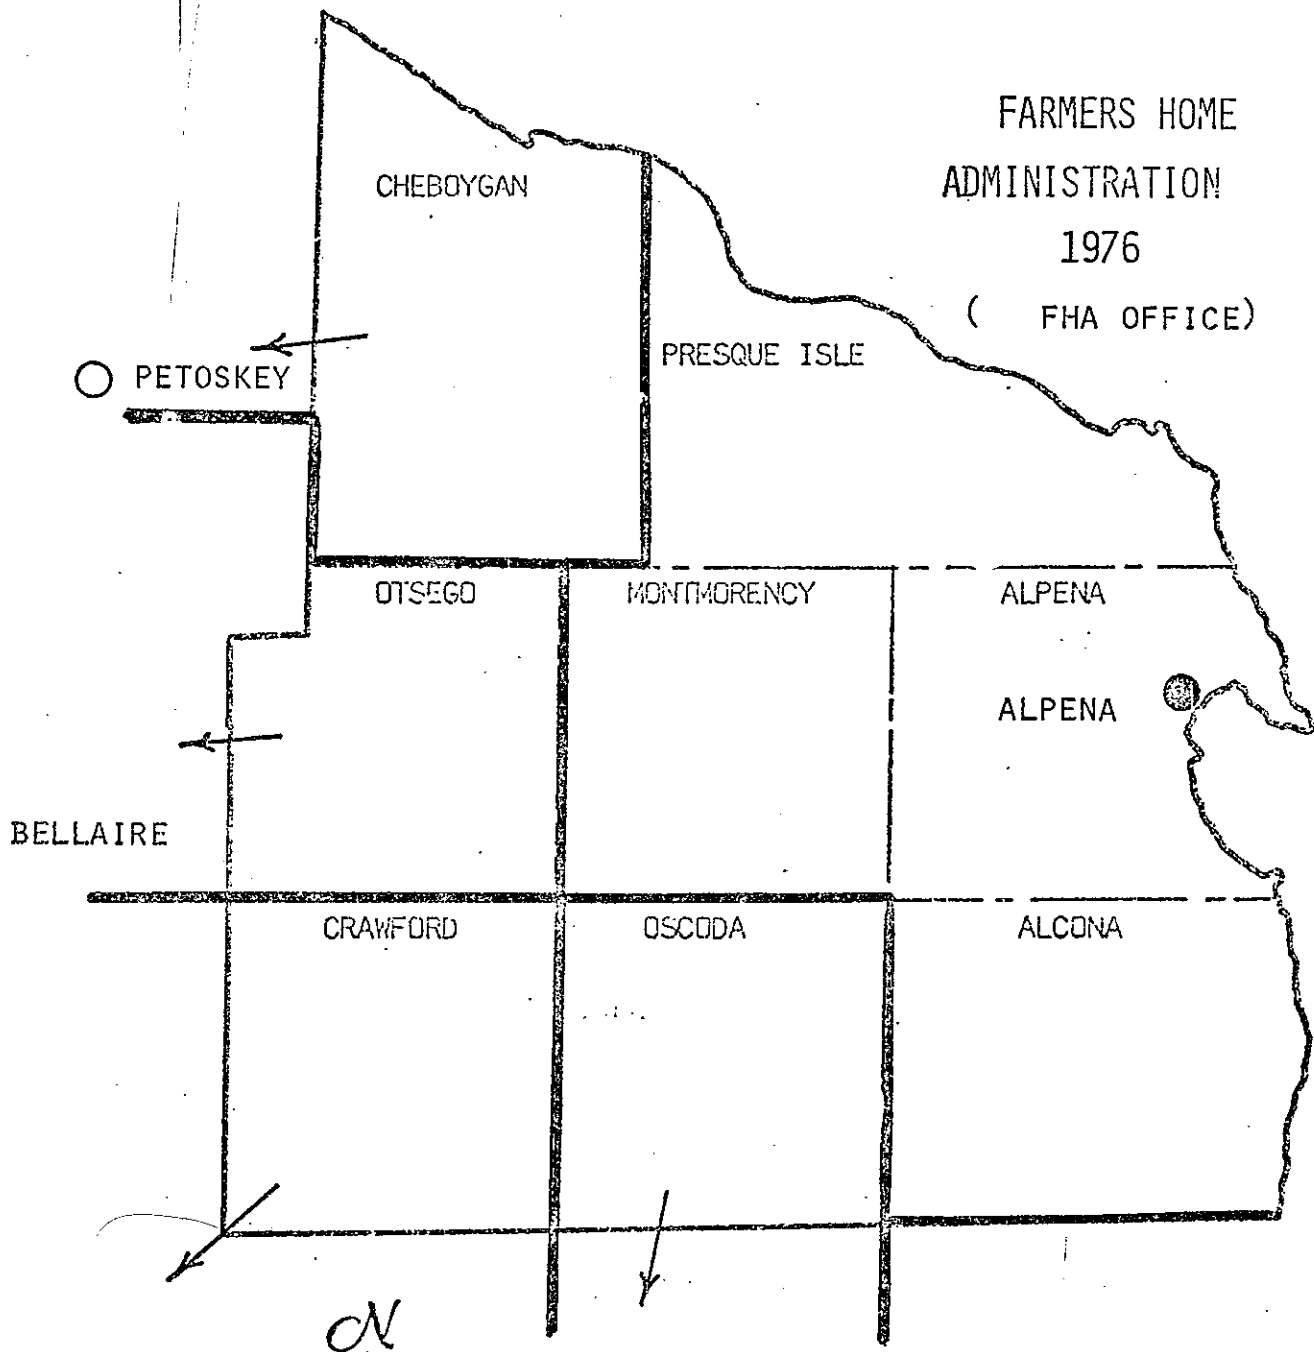 FARMERS HOME
ADMINISTRATION
1976
( FHA OFFICE)
CHEBOYGAN
PRESQUE ISLE
PETOSKEY
OTSEGO
MONTMORENCY
ALPENA
ALPENA
BELLAIRE
CRAWFORD
OSCODA
ALCONA
N